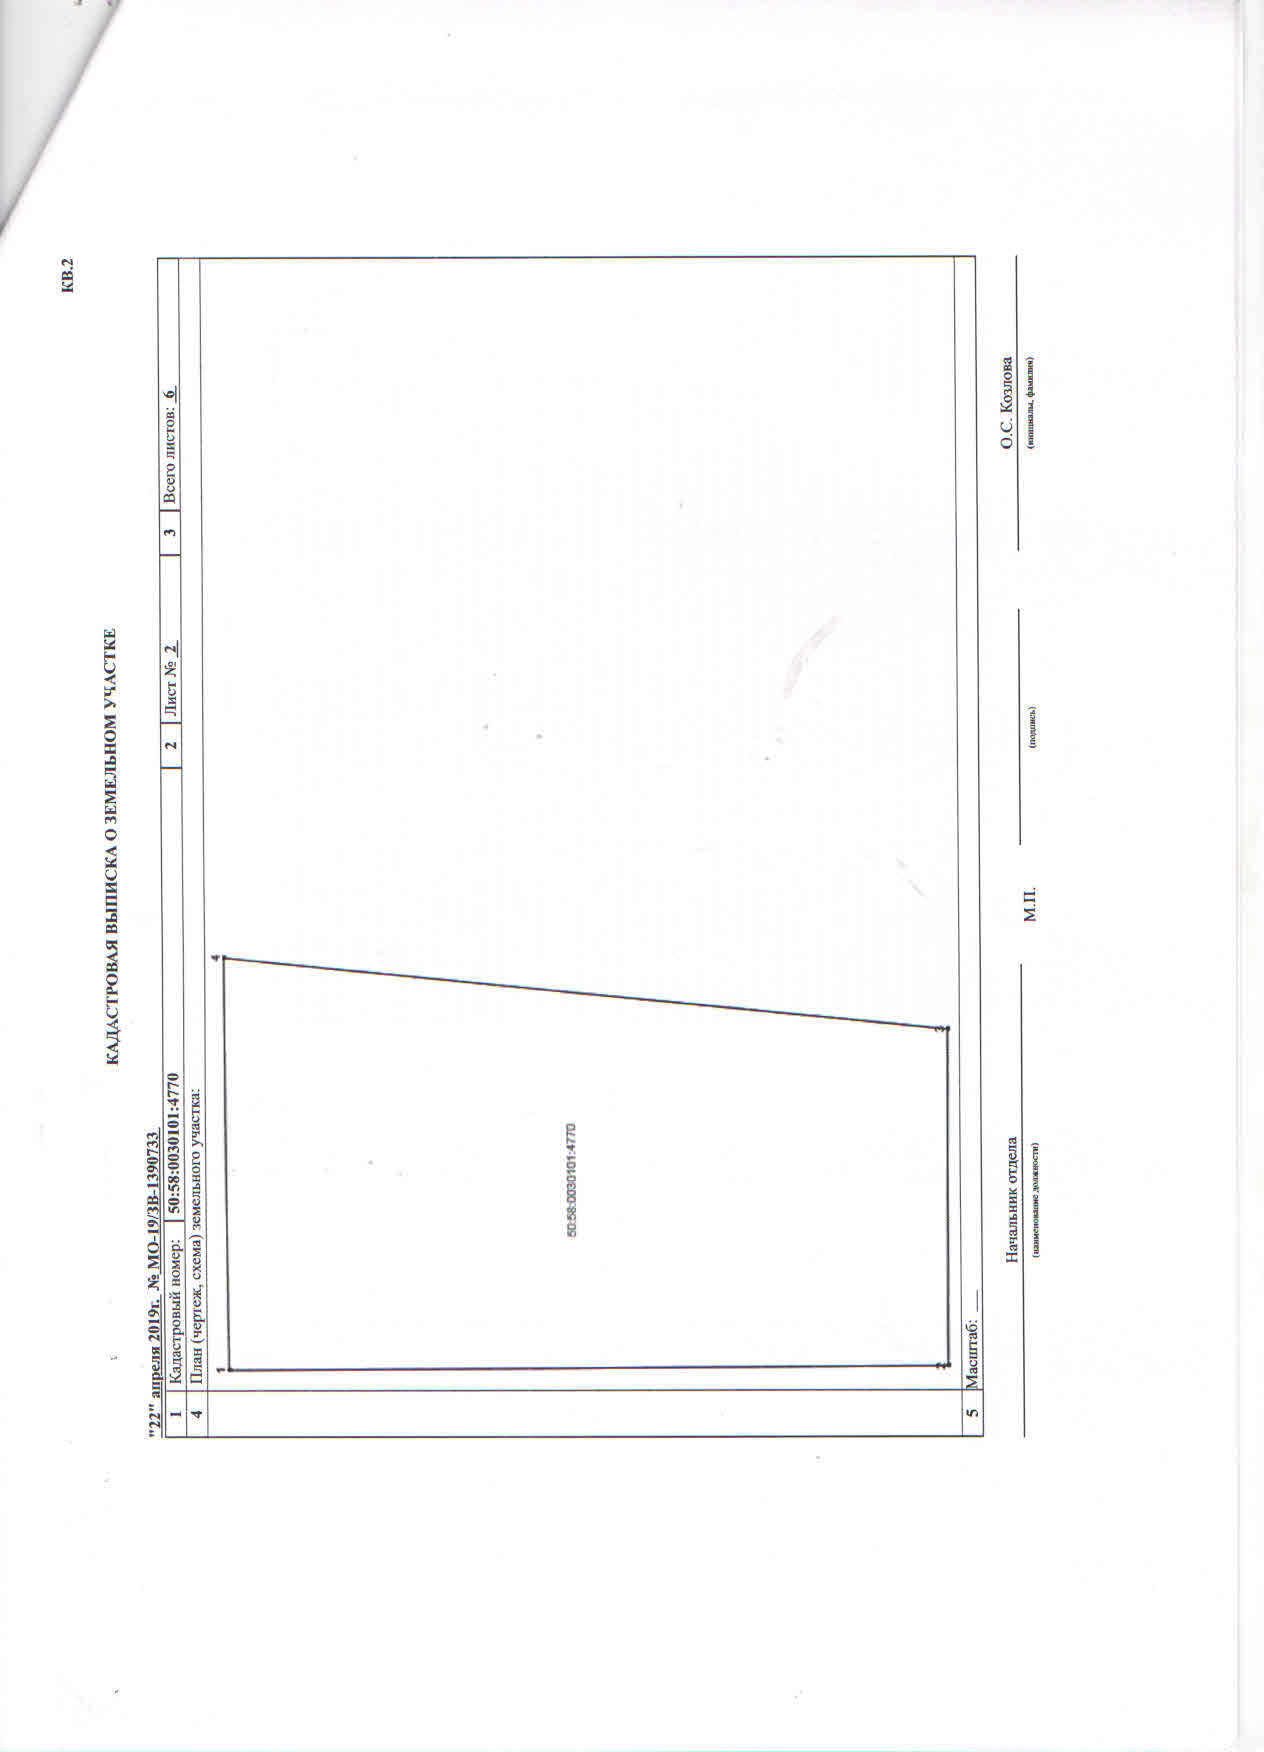 КВ.2
КАДАСТРОВАЯ ВЫПИСКА О ЗЕМЕЛЬНОМ УЧАСТКЕ
"22" апреля 2019г. № МО-19/ЗВ-1390733
1 Кадастровый номер: 50:58:0030101:4770 2 Лист № 2 3 Всего листов: 6
4 План (чертеж, схема) земельного участка:
1
4
50:58:0030101:4770
2
3
5 Масштаб: __
Начальник отдела
О.С. Козлова
(наименование должности)
М.П.
(подпись)
(инициалы, фамилия)